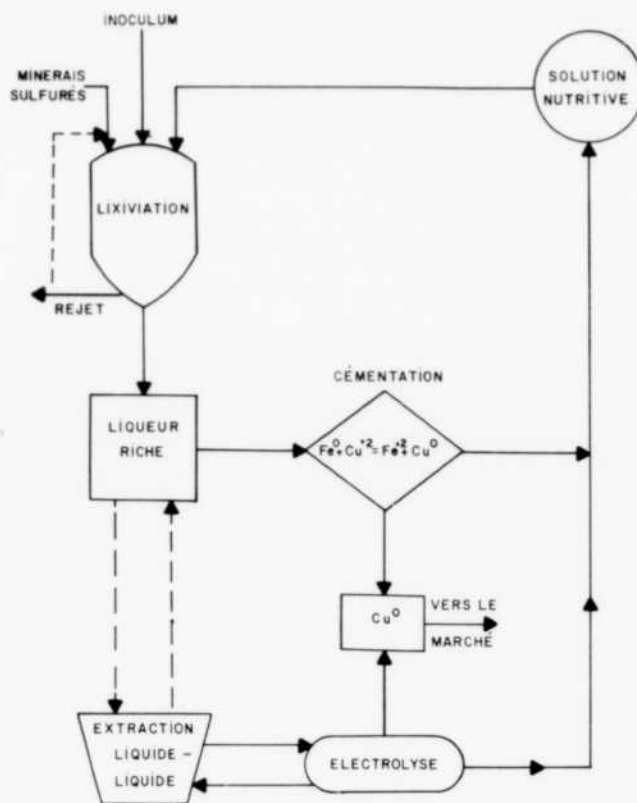 INOCULUM
MINERAIS
SULFURÉS
SOLUTION
NUTRITIVE
LIXIVIATION
REJET
CÉMENTATION
LIQUEUR
RICHE
Fe⁰+Cu⁺²=Fe⁺²+Cu⁰
Cu⁰
VERS LE
MARCHÉ
EXTRACTION
LIQUIDE –
LIQUIDE
ELECTROLYSE